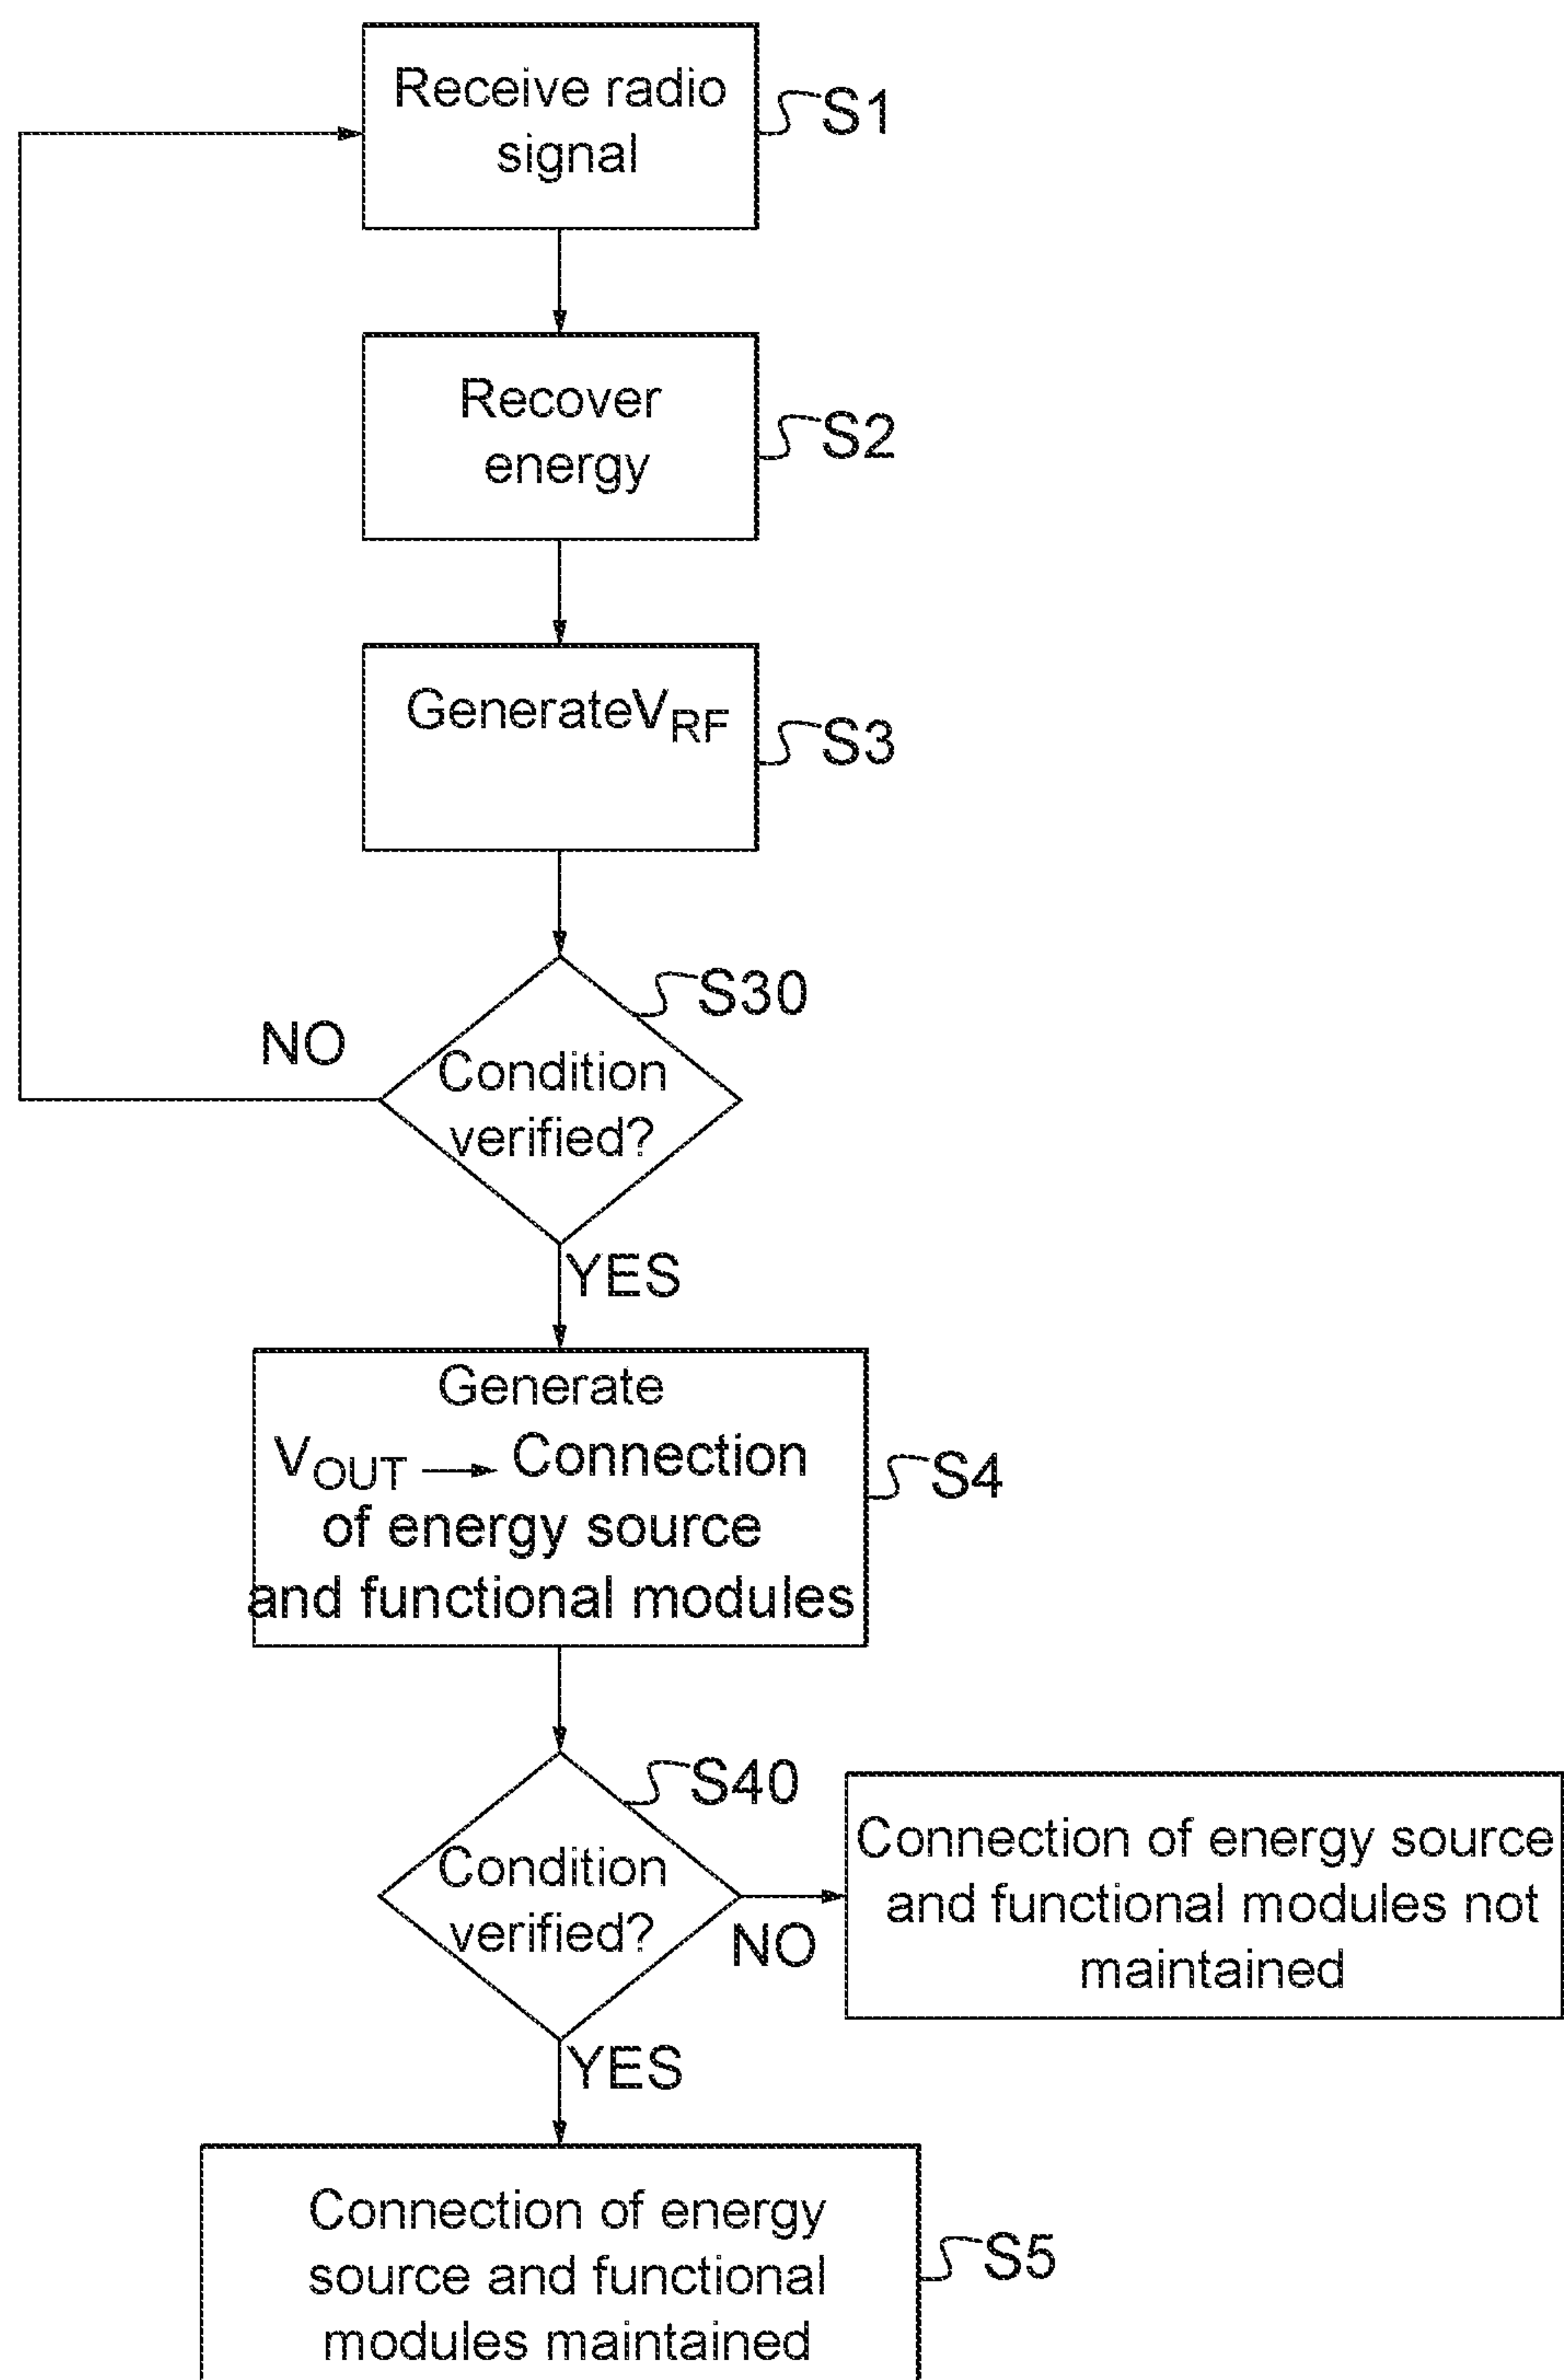 Receive radio
signal
S1
Recover
energy
S2
GenerateVRF
S3
S30
NO
Condition
verified?
YES
Generate
VOUT → Connection
of energy source
and functional modules
S4
S40
Condition
verified?
NO
Connection of energy source
and functional modules not
maintained
YES
Connection of energy
source and functional
modules maintained
S5